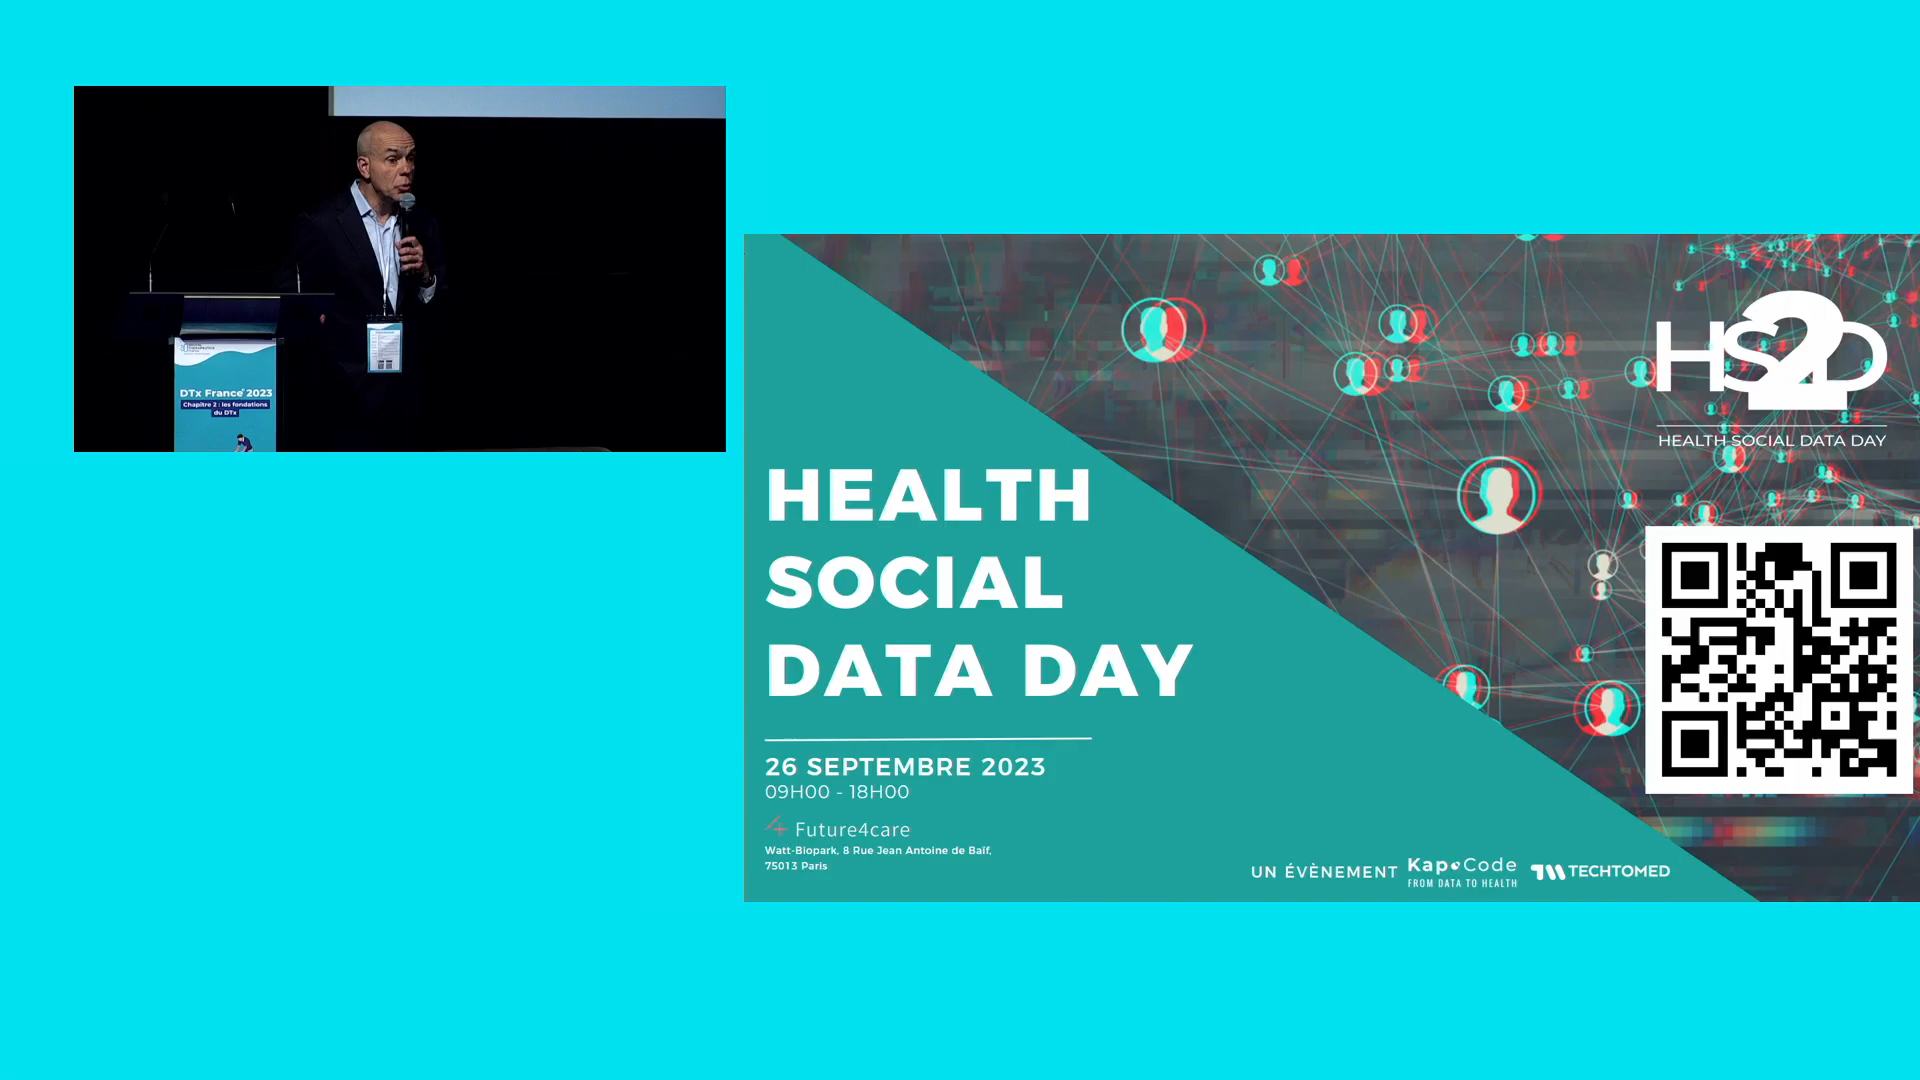 DTx France 2023
Chapitre 2 : les fondations
du DTx
HS2D
HEALTH SOCIAL DATA DAY
HEALTH
SOCIAL
DATA DAY
26 SEPTEMBRE 2023
09H00 - 18H00
Future4care
Watt-Biopark, 8 Rue Jean Antoine de Baïf,
75013 Paris
UN ÉVÈNEMENT Kap Code TECHTOMED
FROM DATA TO HEALTH